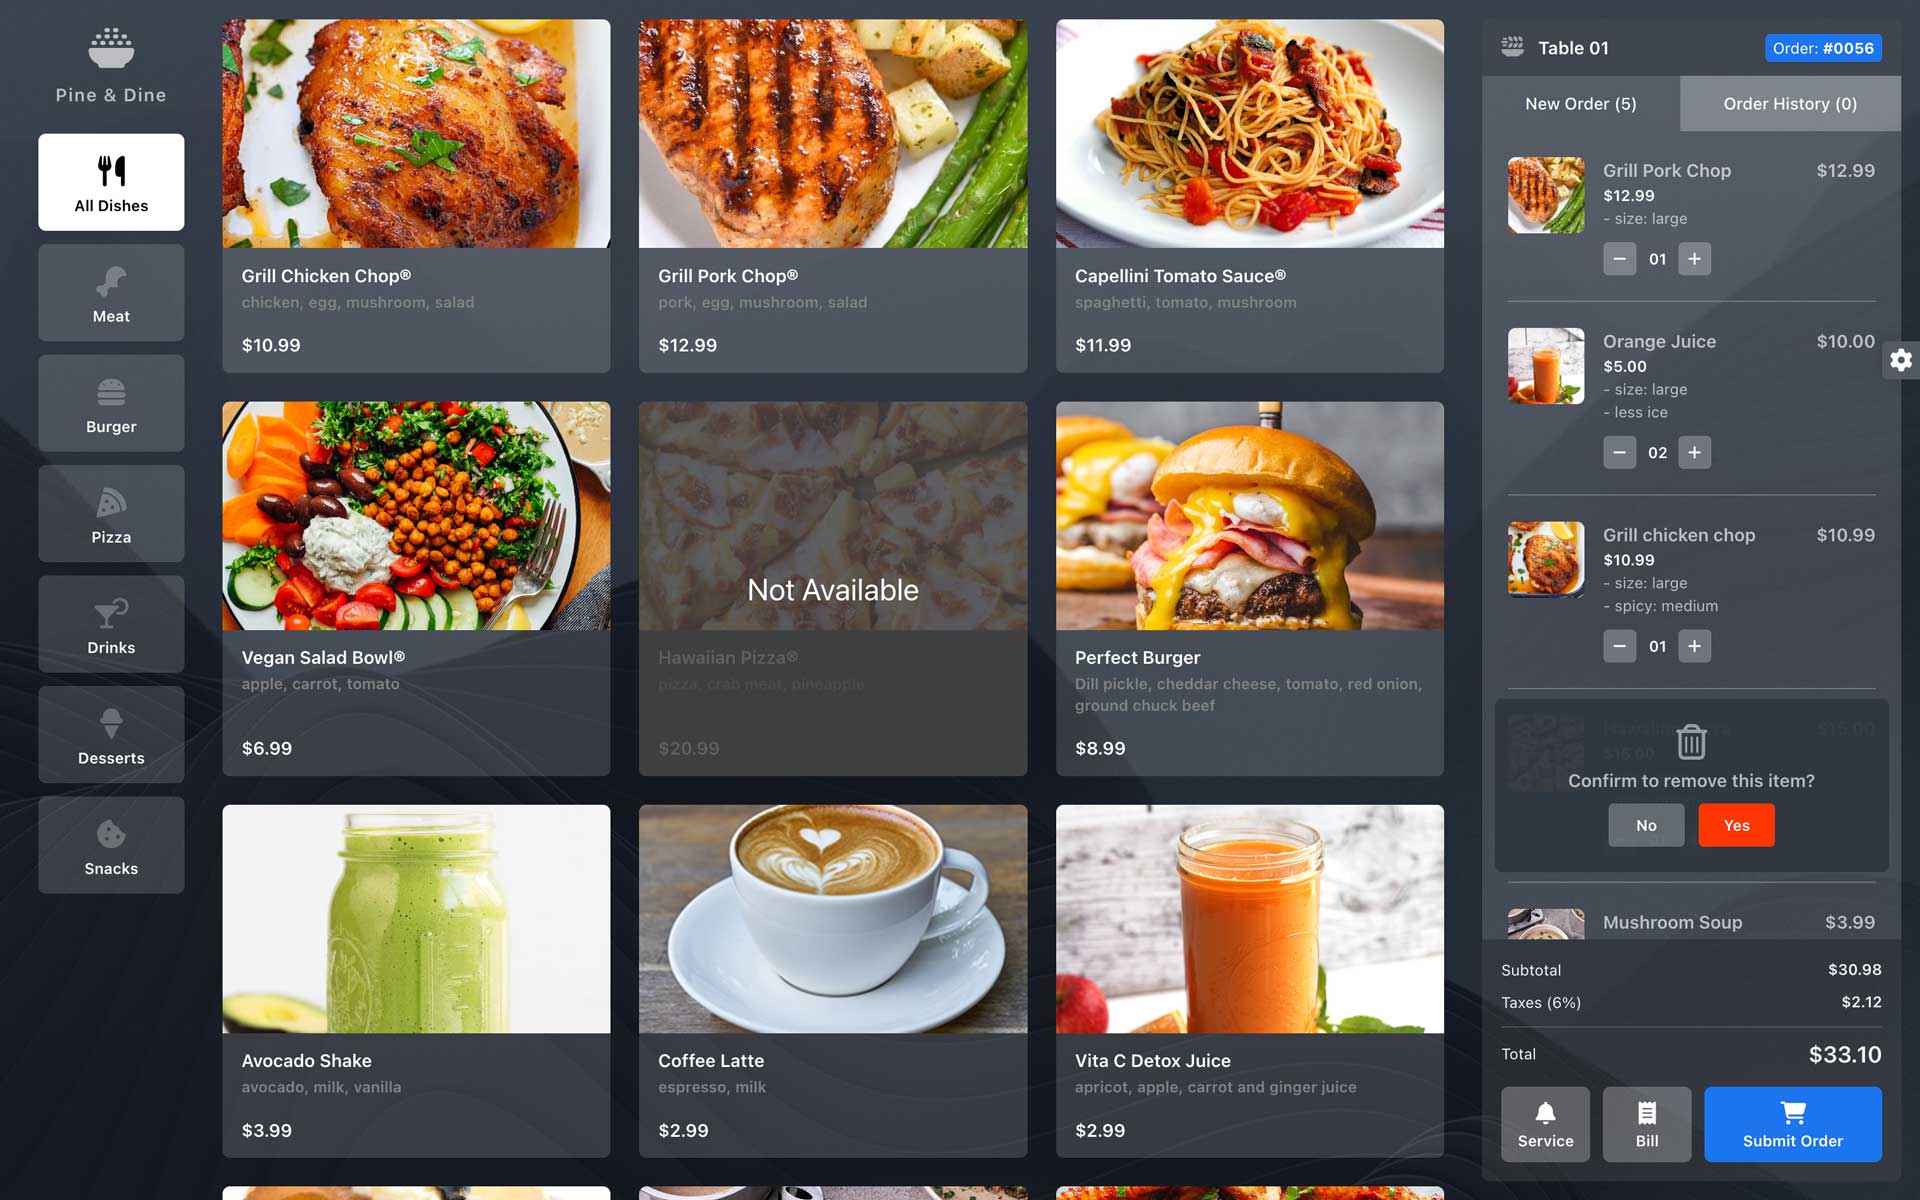 Pine & Dine
All Dishes
Meat
Burger
Pizza
Drinks
Desserts
Snacks
Grill Chicken Chop®
chicken, egg, mushroom, salad
$10.99
Grill Pork Chop®
pork, egg, mushroom, salad
$12.99
Capellini Tomato Sauce®
spaghetti, tomato, mushroom
$11.99
Vegan Salad Bowl®
apple, carrot, tomato
$6.99
Not Available
Hawaiian Pizza®
pizza, crab meat, pineapple
$20.99
Perfect Burger
Dill pickle, cheddar cheese, tomato, red onion,
ground chuck beef
$8.99
Avocado Shake
avocado, milk, vanilla
$3.99
Coffee Latte
espresso, milk
$2.99
Vita C Detox Juice
apricot, apple, carrot and ginger juice
$2.99
Table 01
Order: #0056
New Order (5)
Order History (0)
Grill Pork Chop
$12.99
$12.99
- size: large
01
Orange Juice
$10.00
$5.00
- size: large
- less ice
02
Grill chicken chop
$10.99
$10.99
- size: large
- spicy: medium
01
$15.00
$15.00
Confirm to remove this item?
No
Yes
Mushroom Soup
$3.99
Subtotal
$30.98
Taxes (6%)
$2.12
Total
$33.10
Service
Bill
Submit Order